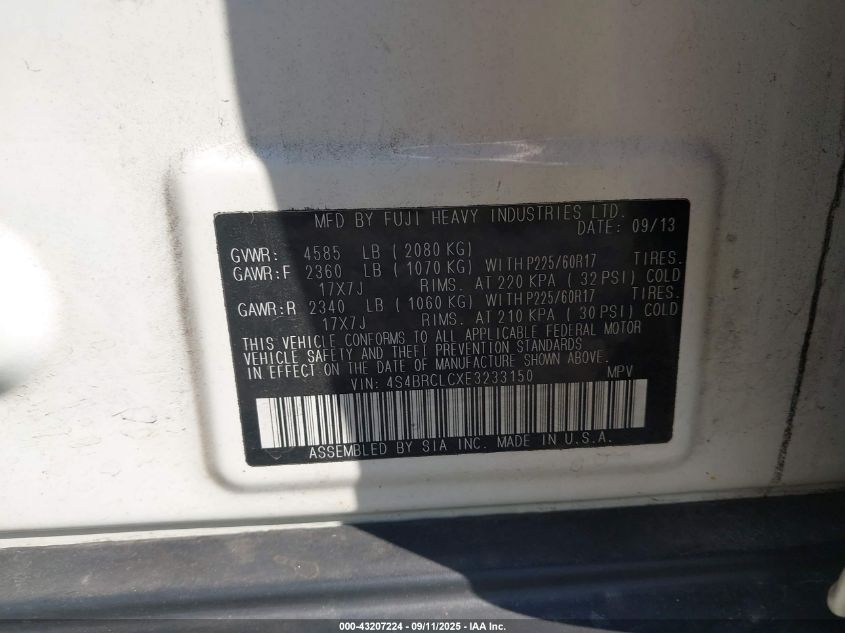 MFD BY FUJI HEAVY INDUSTRIES LTD.
DATE: 09/13
GVWR: 4585 LB ( 2080 KG)
GAWR:F 2360 LB ( 1070 KG) WITH P225/60R17 TIRES.
17X7J RIMS. AT 220 KPA ( 32 PSI) COLD
GAWR:R 2340 LB ( 1060 KG) WITH P225/60R17 TIRES.
17X7J RIMS. AT 210 KPA ( 30 PSI) COLD
THIS VEHICLE CONFORMS TO ALL APPLICABLE FEDERAL MOTOR
VEHICLE SAFETY AND THEFT PREVENTION STANDARDS
IN EFFECT ON THE DATE OF MANUFACTURE SHOWN ABOVE.
VIN: 4S4BRCLCXE3233150 MPV
ASSEMBLED BY SIA INC. MADE IN U.S.A.
000-43207224 - 09/11/2025 - IAA Inc.